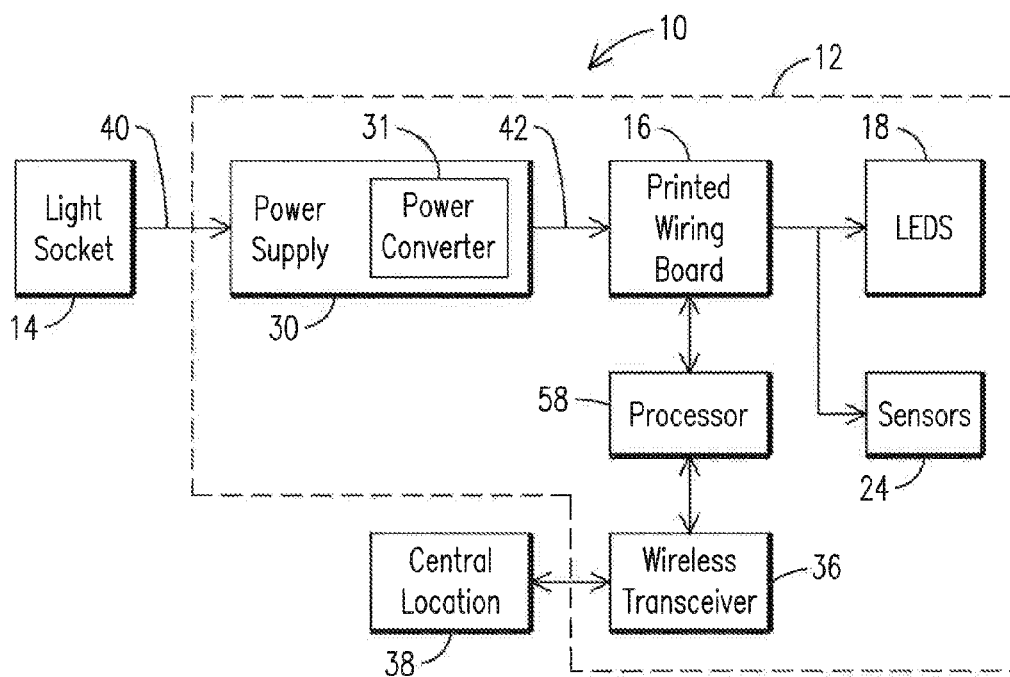 10
12
40
31
42
16
18
Light
Socket
Power
Supply
Power
Converter
Printed
Wiring
Board
LEDS
14
30
58
Processor
Sensors
24
Central
Location
Wireless
Transceiver
36
38